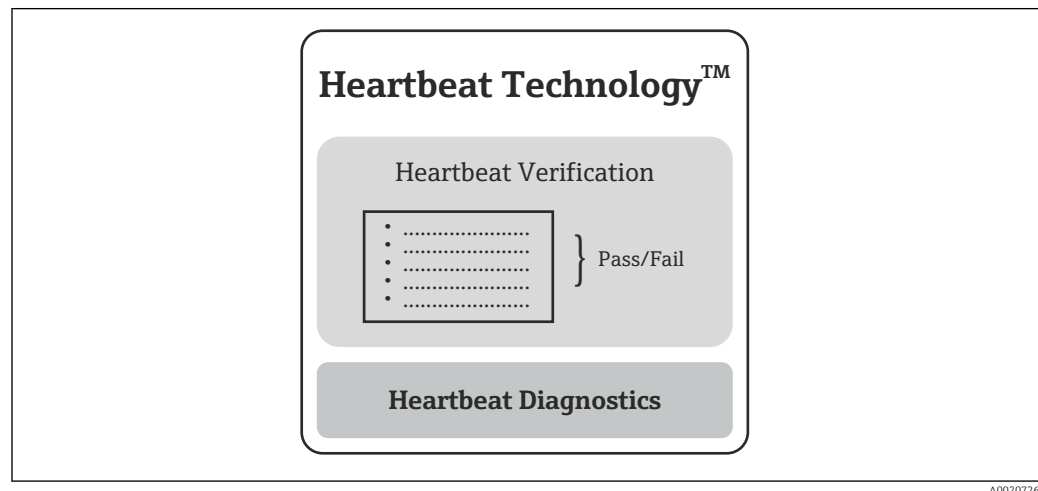 Heartbeat Technology™
Heartbeat Verification
• ......................
• ......................
• ......................
• ......................
• ......................
} Pass/Fail
Heartbeat Diagnostics
A0020726